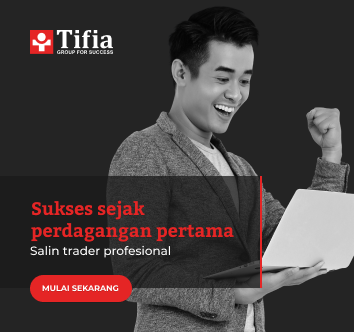 Tifia
GROUP FOR SUCCESS
Sukses sejak
perdagangan pertama
Salin trader profesional
MULAI SEKARANG